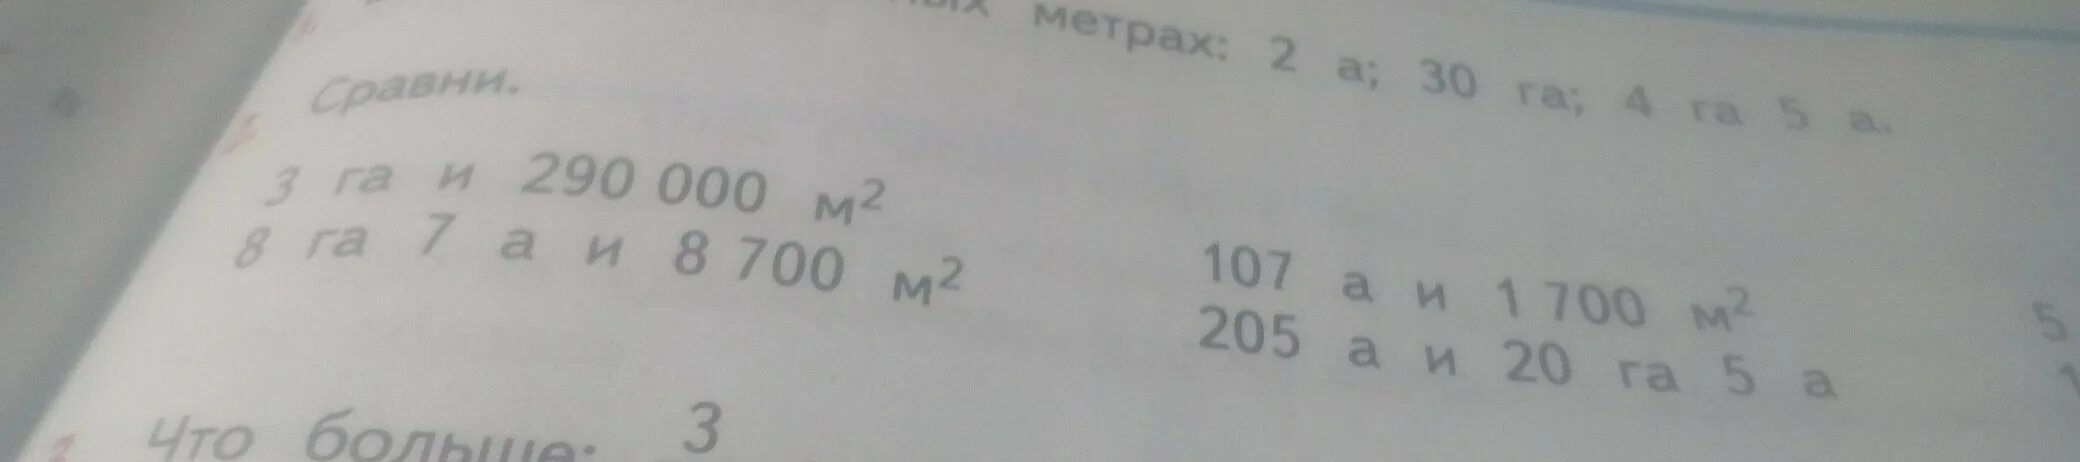 метрах: 2 а; 30 га; 4 га 5 а.
Сравни.
3 га и 290 000 м²
8 га 7 а и 8 700 м²
107 а и 1 700 м²
205 а и 20 га 5 а
5
Что больше: 3